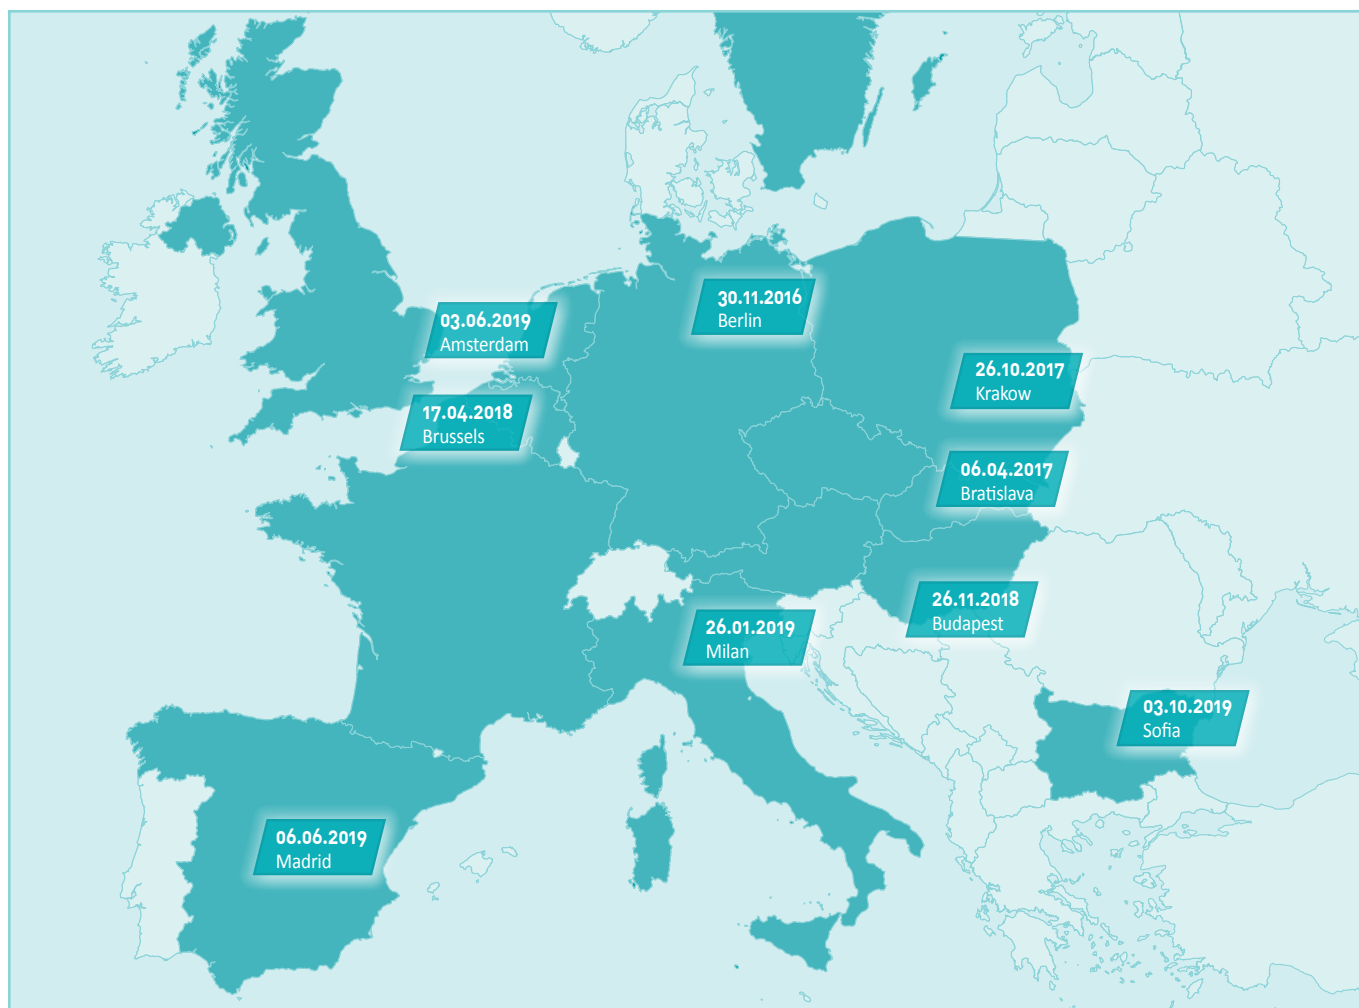 30.11.2016
Berlin
03.06.2019
Amsterdam
26.10.2017
Krakow
17.04.2018
Brussels
06.04.2017
Bratislava
26.11.2018
Budapest
26.01.2019
Milan
03.10.2019
Sofia
06.06.2019
Madrid